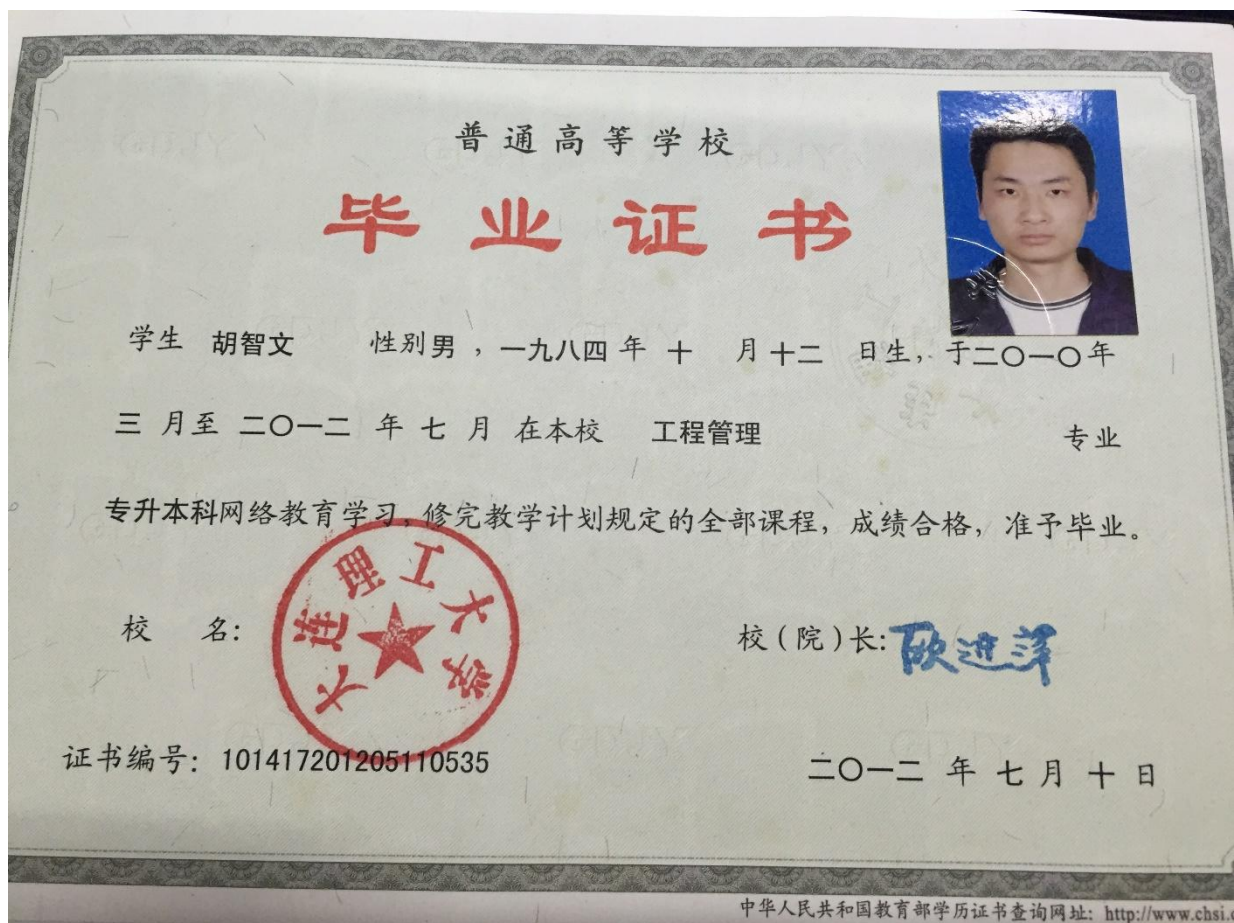 普通高等学校
毕业证书
学生 胡智文 性别男，一九八四年十月十二日生，于二〇一〇年
三月至二〇一二年七月在本校 工程管理 专业
专升本科网络教育学习，修完教学计划规定的全部课程，成绩合格，准予毕业。
大连理工大学
校 名：
校（院）长：欧进萍
证书编号：101417201205110535
二〇一二年七月十日
中华人民共和国教育部学历证书查询网址：http://www.chsi.c